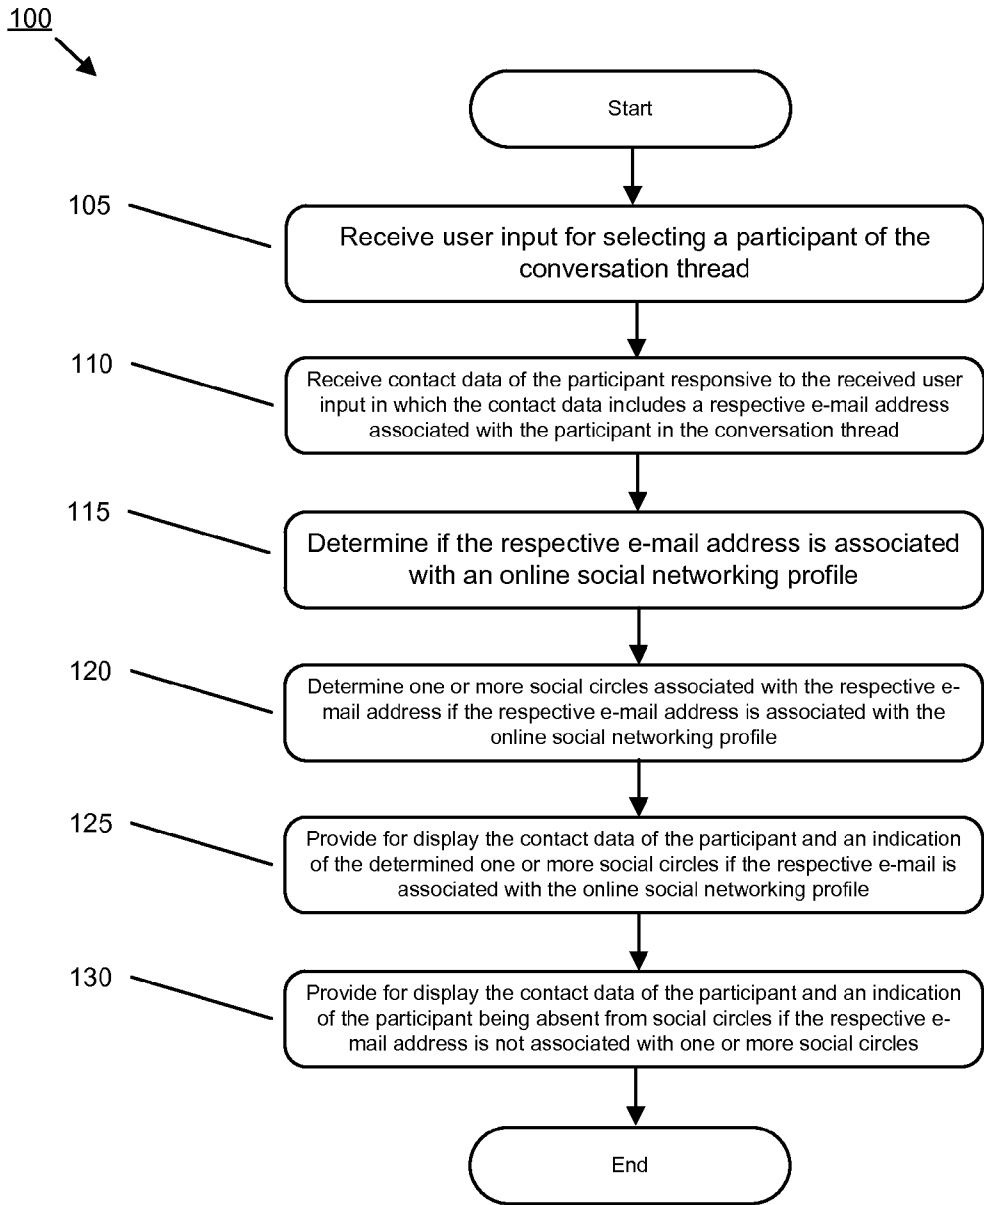 100
Start
105
Receive user input for selecting a participant of the
conversation thread
110
Receive contact data of the participant responsive to the received user
input in which the contact data includes a respective e-mail address
associated with the participant in the conversation thread
115
Determine if the respective e-mail address is associated
with an online social networking profile
120
Determine one or more social circles associated with the respective e-
mail address if the respective e-mail address is associated with the
online social networking profile
125
Provide for display the contact data of the participant and an indication
of the determined one or more social circles if the respective e-mail is
associated with the online social networking profile
130
Provide for display the contact data of the participant and an indication
of the participant being absent from social circles if the respective e-
mail address is not associated with one or more social circles
End